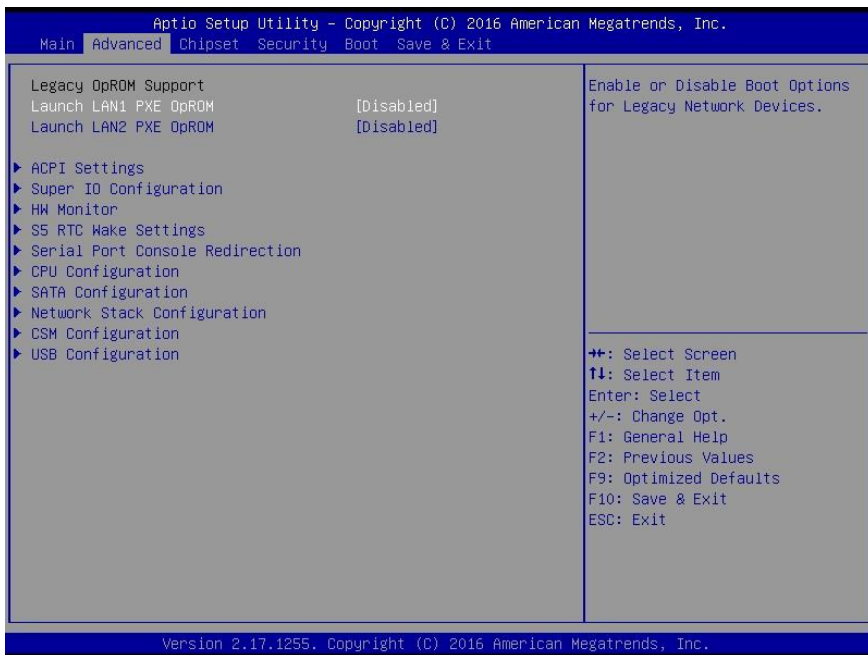 Aptio Setup Utility – Copyright (C) 2016 American Megatrends, Inc.
Main Advanced Chipset Security Boot Save & Exit
Legacy OpROM Support
Launch LAN1 PXE OpROM [Disabled]
Launch LAN2 PXE OpROM [Disabled]
ACPI Settings
Super IO Configuration
HW Monitor
S5 RTC Wake Settings
Serial Port Console Redirection
CPU Configuration
SATA Configuration
Network Stack Configuration
CSM Configuration
USB Configuration
Enable or Disable Boot Options
for Legacy Network Devices.
→←: Select Screen
↑↓: Select Item
Enter: Select
+/-: Change Opt.
F1: General Help
F2: Previous Values
F9: Optimized Defaults
F10: Save & Exit
ESC: Exit
Version 2.17.1255. Copyright (C) 2016 American Megatrends, Inc.